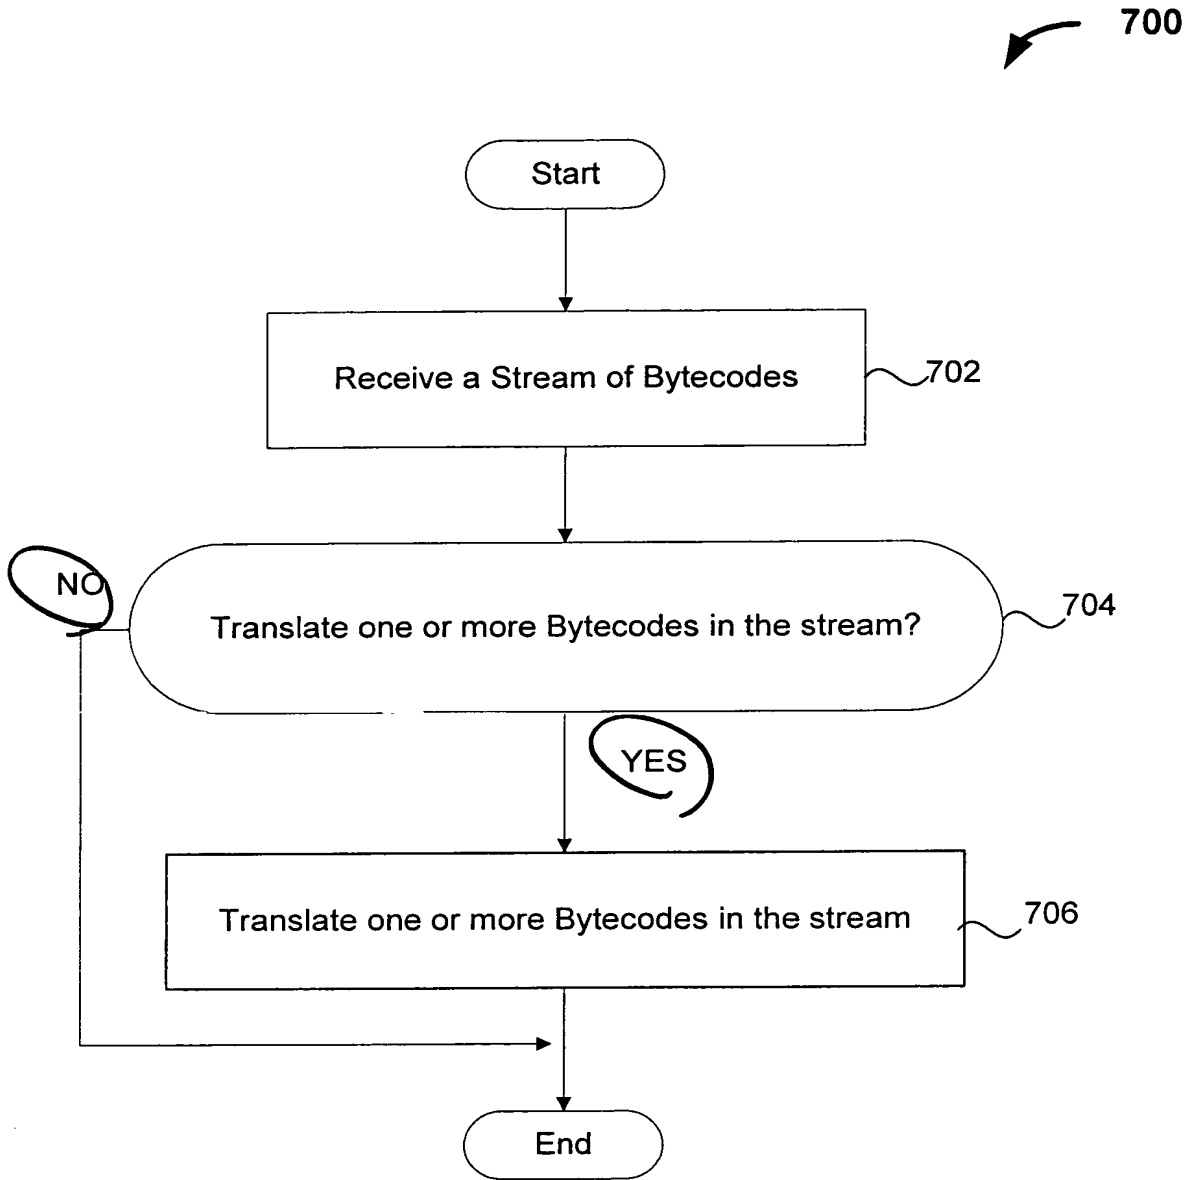 700
Start
Receive a Stream of Bytecodes
702
NO
Translate one or more Bytecodes in the stream?
704
YES
Translate one or more Bytecodes in the stream
706
End